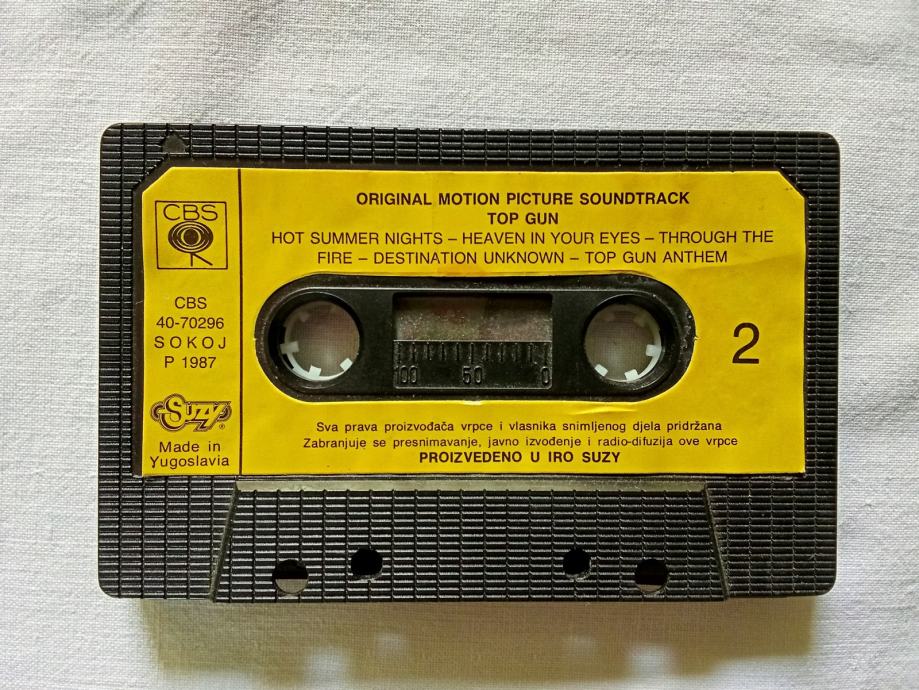 CBS
CBS
40-70296
SOKOJ
P 1987
SUZY ®
Made in
Yugoslavia
ORIGINAL MOTION PICTURE SOUNDTRACK
TOP GUN
HOT SUMMER NIGHTS – HEAVEN IN YOUR EYES – THROUGH THE
FIRE – DESTINATION UNKNOWN – TOP GUN ANTHEM
100 50 0
2
Sva prava proizvođača vrpce i vlasnika snimljenog djela pridržana
Zabranjuje se presnimavanje, javno izvođenje i radio-difuzija ove vrpce
PROIZVEDENO U IRO SUZY